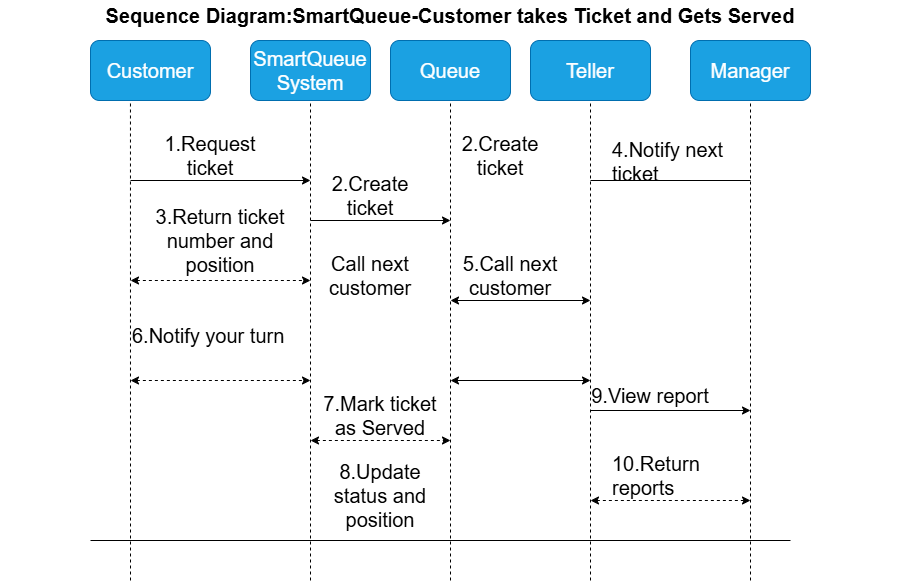 Sequence Diagram:SmartQueue-Customer takes Ticket and Gets Served
Customer
SmartQueue
System
Queue
Teller
Manager
1.Request
ticket
2.Create
ticket
4.Notify next
ticket
2.Create
ticket
3.Return ticket
number and
position
Call next
customer
5.Call next
customer
6.Notify your turn
9.View report
7.Mark ticket
as Served
10.Return
reports
8.Update
status and
position